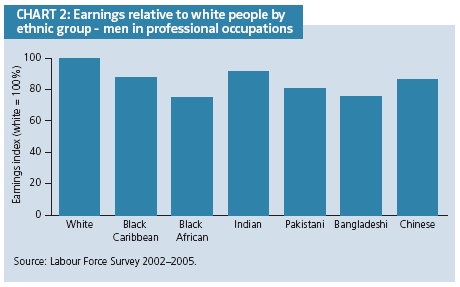 CHART 2: Earnings relative to white people by
ethnic group - men in professional occupations
Earnings index (white = 100%)
100
80
60
40
20
0
White
Black
Caribbean
Black
African
Indian
Pakistani
Bangladeshi
Chinese
Source: Labour Force Survey 2002–2005.